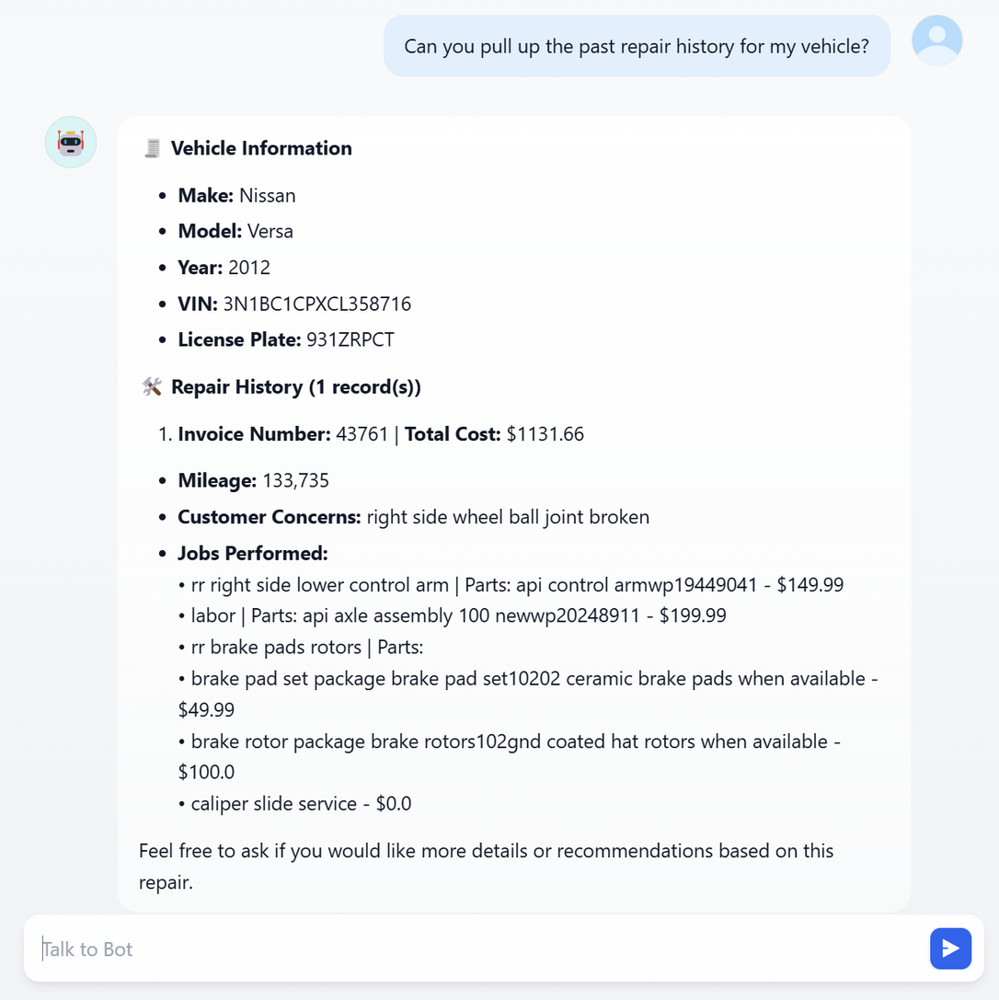 Can you pull up the past repair history for my vehicle?
Vehicle Information
• Make: Nissan
• Model: Versa
• Year: 2012
• VIN: 3N1BC1CPXCL358716
• License Plate: 931ZRPCT
Repair History (1 record(s))
1. Invoice Number: 43761 | Total Cost: $1131.66
• Mileage: 133,735
• Customer Concerns: right side wheel ball joint broken
• Jobs Performed:
• rr right side lower control arm | Parts: api control armwp19449041 - $149.99
• labor | Parts: api axle assembly 100 newwp20248911 - $199.99
• rr brake pads rotors | Parts:
• brake pad set package brake pad set10202 ceramic brake pads when available -
$49.99
• brake rotor package brake rotors102gnd coated hat rotors when available -
$100.0
• caliper slide service - $0.0
Feel free to ask if you would like more details or recommendations based on this
repair.
Talk to Bot